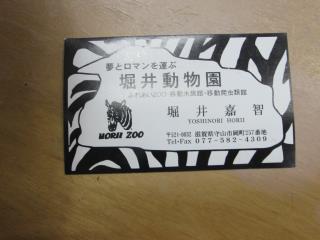 夢とロマンを運ぶ
堀井動物園
ふれあいZOO・移動水族館・移動爬虫類館
堀井嘉智
YOSHINORI HORII
HORII ZOO
〒524-0032 滋賀県守山市岡町257番地
Tel・Fax 077-582-4309